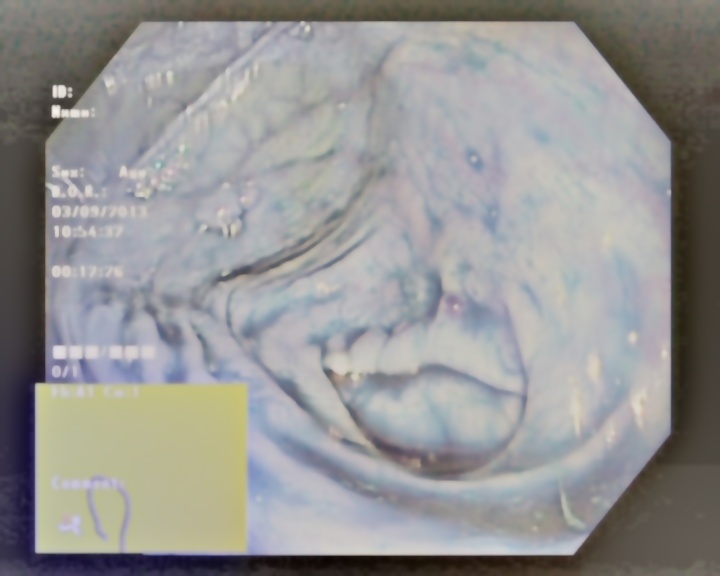 ID:
Name:
Sex: Age
D.O.B.:
03/09/2013
10:54:37
00:17:26
0/1
Comment: